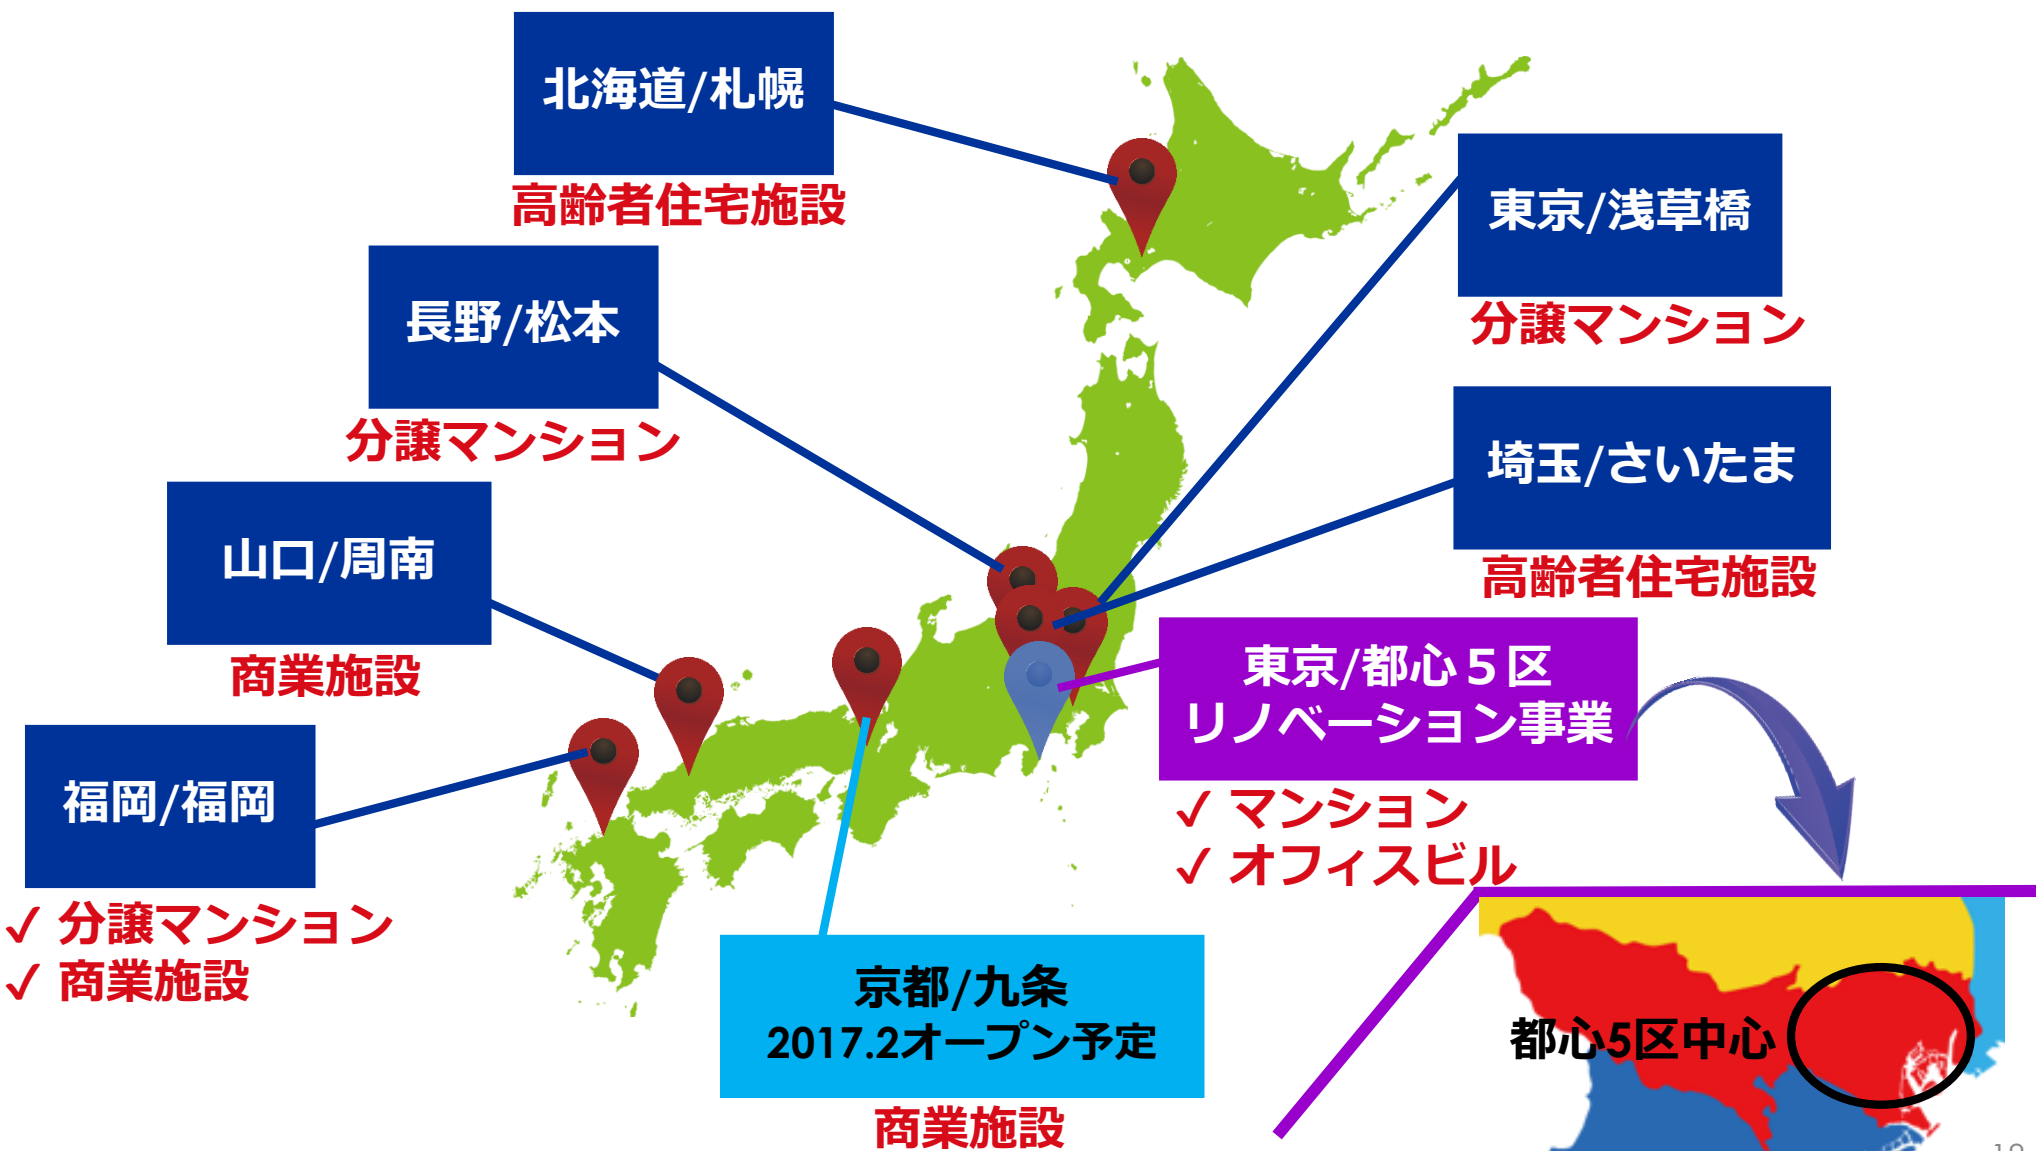 北海道/札幌
高齢者住宅施設
東京/浅草橋
分譲マンション
長野/松本
分譲マンション
埼玉/さいたま
高齢者住宅施設
山口/周南
商業施設
東京/都心５区
リノベーション事業
✓ マンション
✓ オフィスビル
福岡/福岡
✓ 分譲マンション
✓ 商業施設
京都/九条
2017.2オープン予定
商業施設
都心5区中心